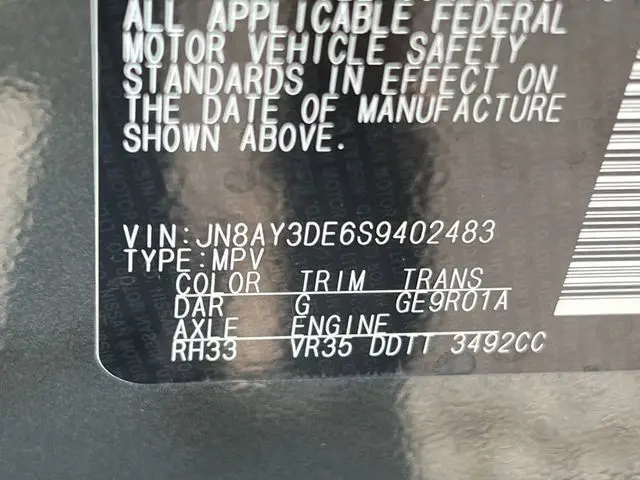 ALL APPLICABLE FEDERAL
MOTOR VEHICLE SAFETY
STANDARDS IN EFFECT ON
THE DATE OF MANUFACTURE
SHOWN ABOVE.
VIN:JN8AY3DE6S9402483
TYPE:MPV
COLOR TRIM TRANS
DAR G GE9R01A
AXLE ENGINE
RH33 VR35 DDTT 3492CC